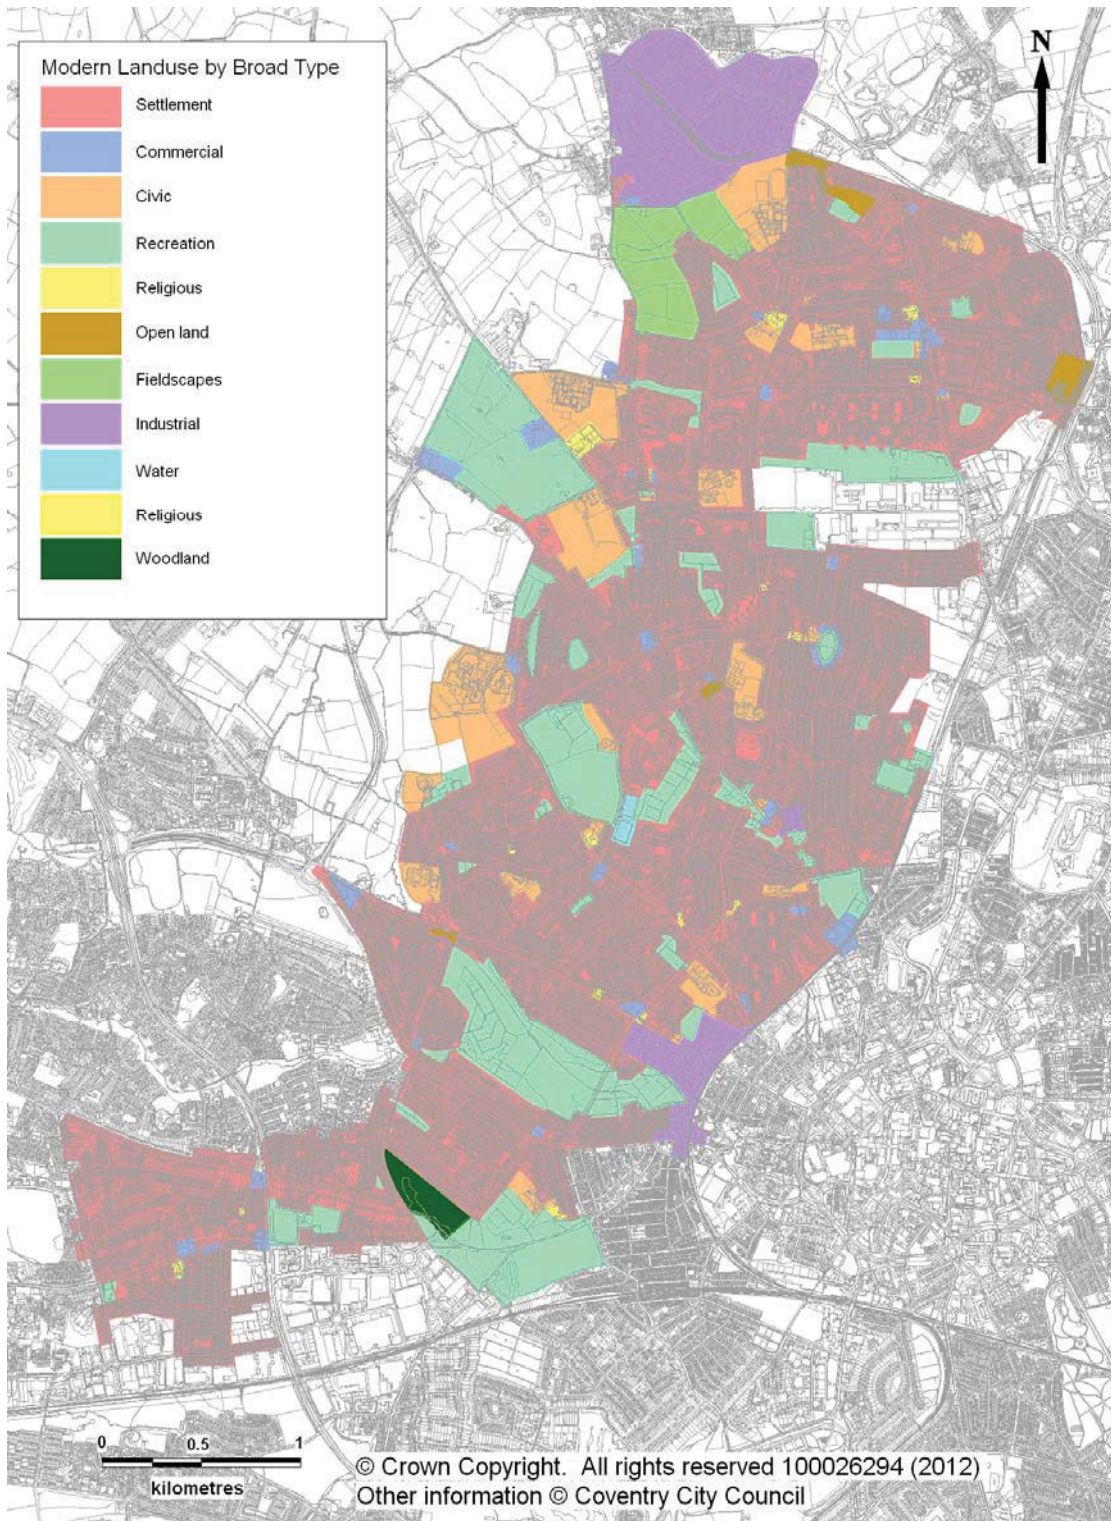 N
Modern Landuse by Broad Type
Settlement
Commercial
Civic
Recreation
Religious
Open land
Fieldscapes
Industrial
Water
Religious
Woodland
0 0.5 1
kilometres
© Crown Copyright. All rights reserved 100026294 (2012)
Other information © Coventry City Council